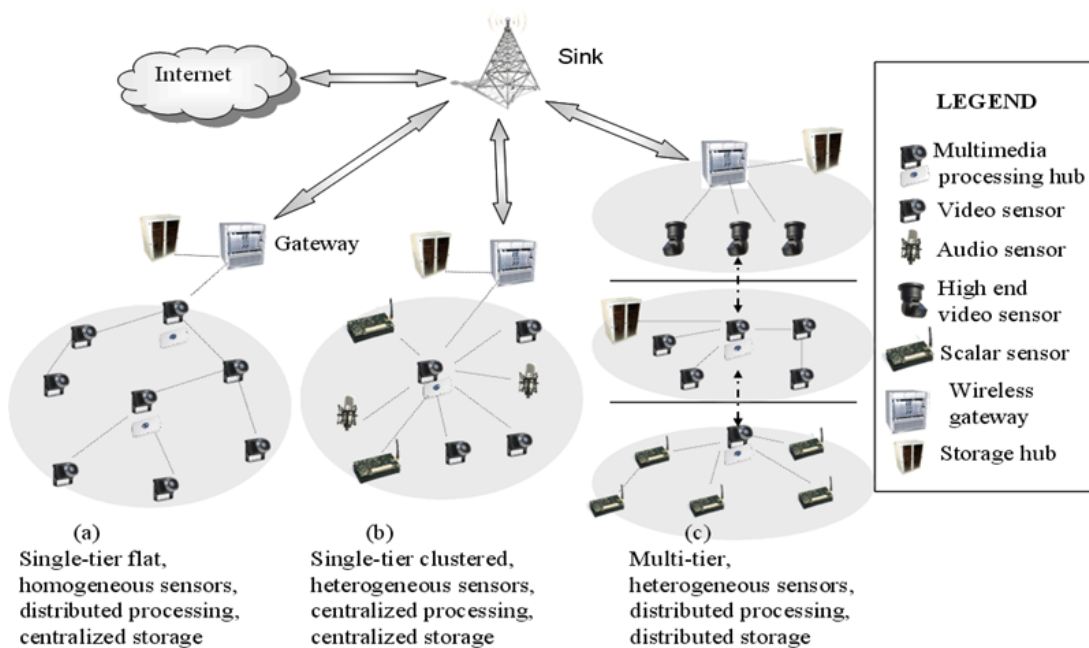 Internet
Sink
Gateway
LEGEND
Multimedia
processing hub
Video sensor
Audio sensor
High end
video sensor
Scalar sensor
Wireless
gateway
Storage hub
(a)
Single-tier flat,
homogeneous sensors,
distributed processing,
centralized storage
(b)
Single-tier clustered,
heterogeneous sensors,
centralized processing,
centralized storage
(c)
Multi-tier,
heterogeneous sensors,
distributed processing,
distributed storage